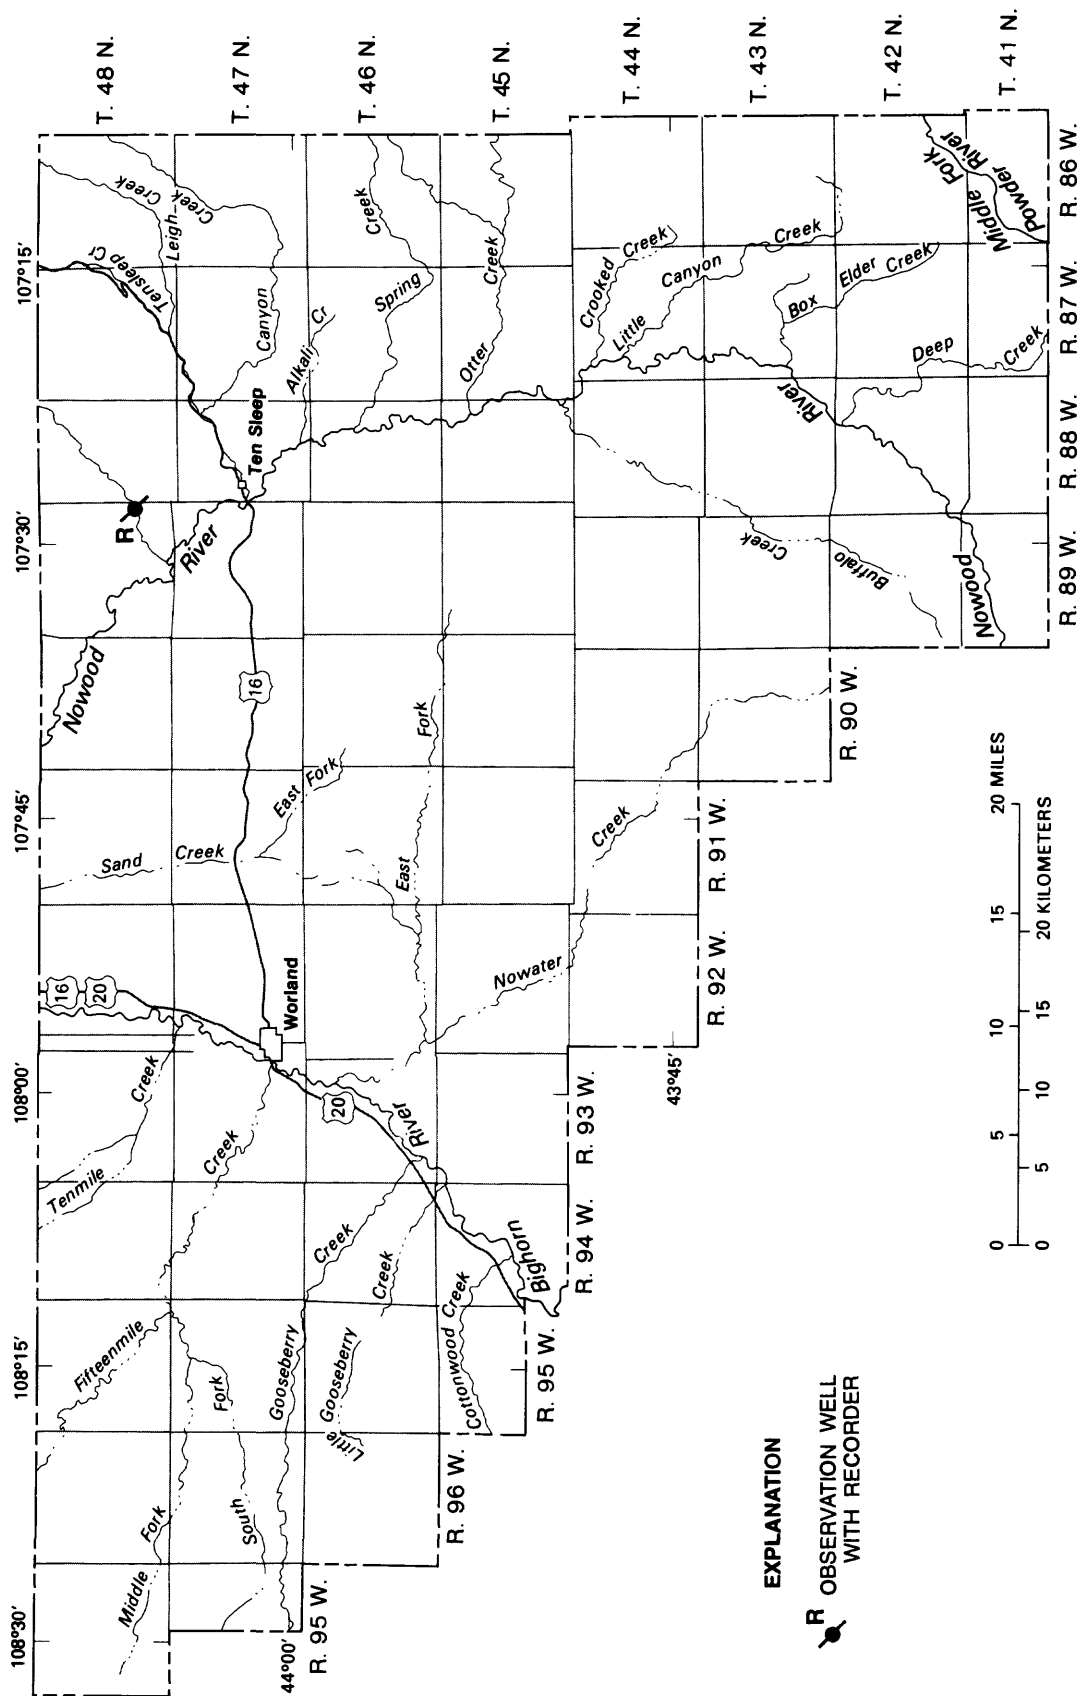 108°30'
108°15'
108°00'
107°45'
107°30'
107°15'
T. 48 N.
T. 47 N.
T. 46 N.
T. 45 N.
T. 44 N.
T. 43 N.
T. 42 N.
T. 41 N.
Middle Fork
Fifteenmile
Creek
South Fork
Tenmile Creek
Gooseberry Creek
Little Gooseberry
Creek
Cottonwood Creek
Bighorn
River
16
20
20
Worland
Sand Creek
East Fork
East Fork
Nowater
Creek
16
Nowood
River
R
Ten Sleep
Tensleep Cr
Leigh Creek
Canyon Creek
Alkali Cr
Spring Creek
Otter Creek
Crooked Creek
Little Canyon Creek
Box Elder Creek
Deep Creek
River
Buffalo Creek
Nowood
Middle Fork
Powder River
44°00'
43°45'
R. 95 W.
R. 96 W.
R. 95 W.
R. 94 W.
R. 93 W.
R. 92 W.
R. 91 W.
R. 90 W.
R. 89 W.
R. 88 W.
R. 87 W.
R. 86 W.
EXPLANATION
R OBSERVATION WELL
WITH RECORDER
0 5 10 15 20 MILES
0 5 10 15 20 KILOMETERS